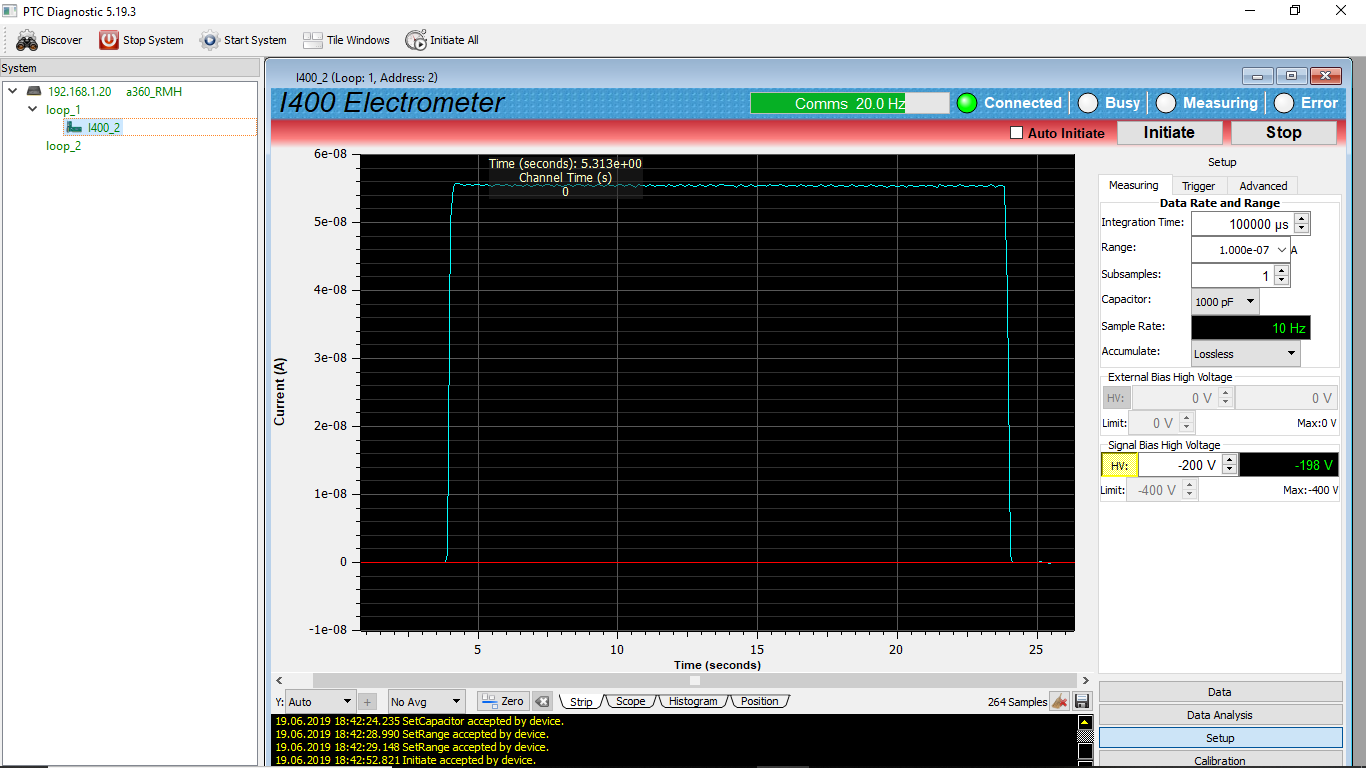 PTC Diagnostic 5.19.3
Discover Stop System Start System Tile Windows Initiate All
System
192.168.1.20 a360_RMH
loop_1
I400_2
loop_2
I400_2 (Loop: 1, Address: 2)
I400 Electrometer
Comms 20.0 Hz Connected Busy Measuring Error
Auto Initiate Initiate Stop
Time (seconds): 5.313e+00
Channel Time (s)
0
6e-08
5e-08
4e-08
3e-08
2e-08
1e-08
0
-1e-08
Current (A)
5 10 15 20 25
Time (seconds)
Setup
Measuring Trigger Advanced
Data Rate and Range
Integration Time: 100000 µs
Range: 1.000e-07 A
Subsamples: 1
Capacitor: 1000 pF
Sample Rate: 10 Hz
Accumulate: Lossless
External Bias High Voltage
HV: 0 V 0 V
Limit: 0 V Max:0 V
Signal Bias High Voltage
HV: -200 V -198 V
Limit: -400 V Max:-400 V
Y: Auto + No Avg Zero Strip Scope Histogram Position 264 Samples
19.06.2019 18:42:24.235 SetCapacitor accepted by device.
19.06.2019 18:42:28.990 SetRange accepted by device.
19.06.2019 18:42:29.148 SetRange accepted by device.
19.06.2019 18:42:52.821 Initiate accepted by device.
Data
Data Analysis
Setup
Calibration